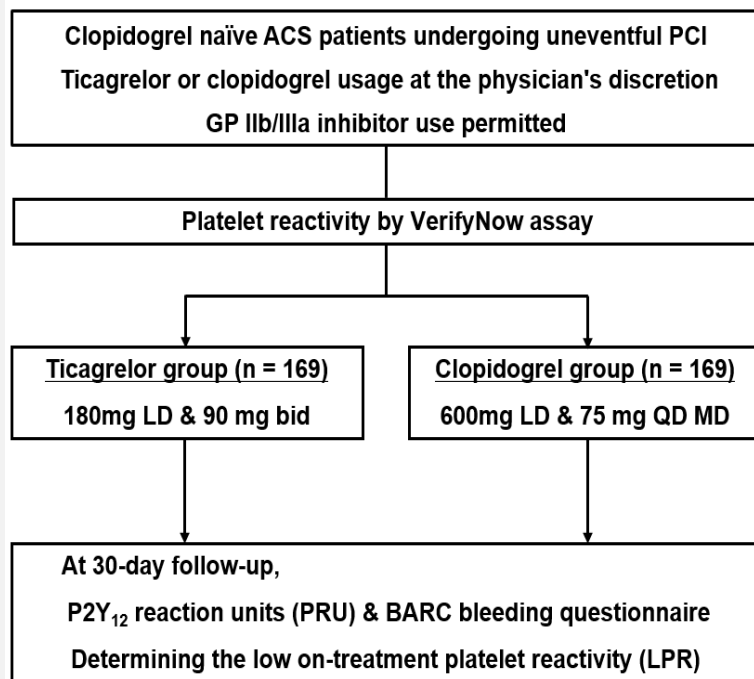 Clopidogrel naïve ACS patients undergoing uneventful PCI
Ticagrelor or clopidogrel usage at the physician's discretion
GP IIb/IIIa inhibitor use permitted
Platelet reactivity by VerifyNow assay
Ticagrelor group (n = 169)
180mg LD & 90 mg bid
Clopidogrel group (n = 169)
600mg LD & 75 mg QD MD
At 30-day follow-up,
P2Y₁₂ reaction units (PRU) & BARC bleeding questionnaire
Determining the low on-treatment platelet reactivity (LPR)